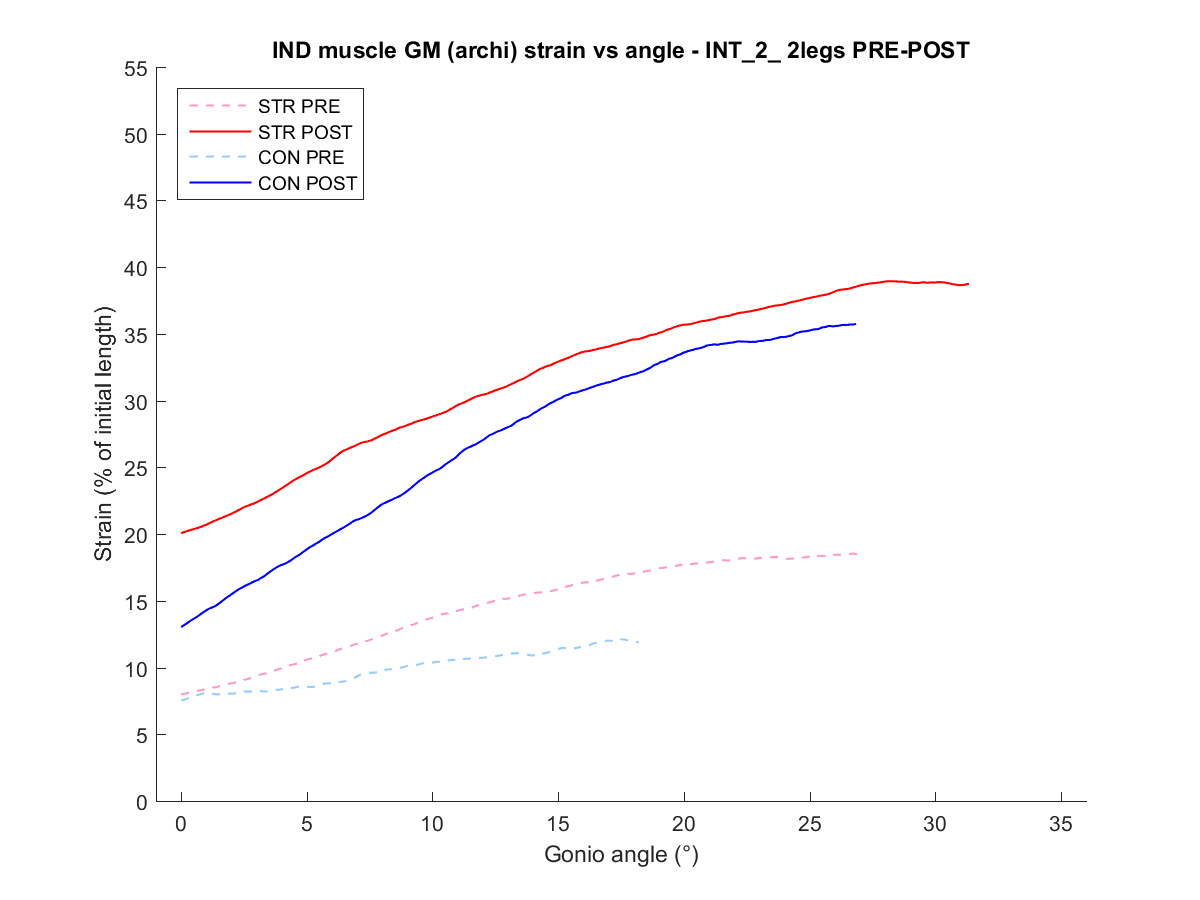 IND muscle GM (archi) strain vs angle - INT_2_ 2legs PRE-POST
55
50
45
40
35
30
25
20
15
10
5
0
STR PRE
STR POST
CON PRE
CON POST
Strain (% of initial length)
0 5 10 15 20 25 30 35
Gonio angle (°)